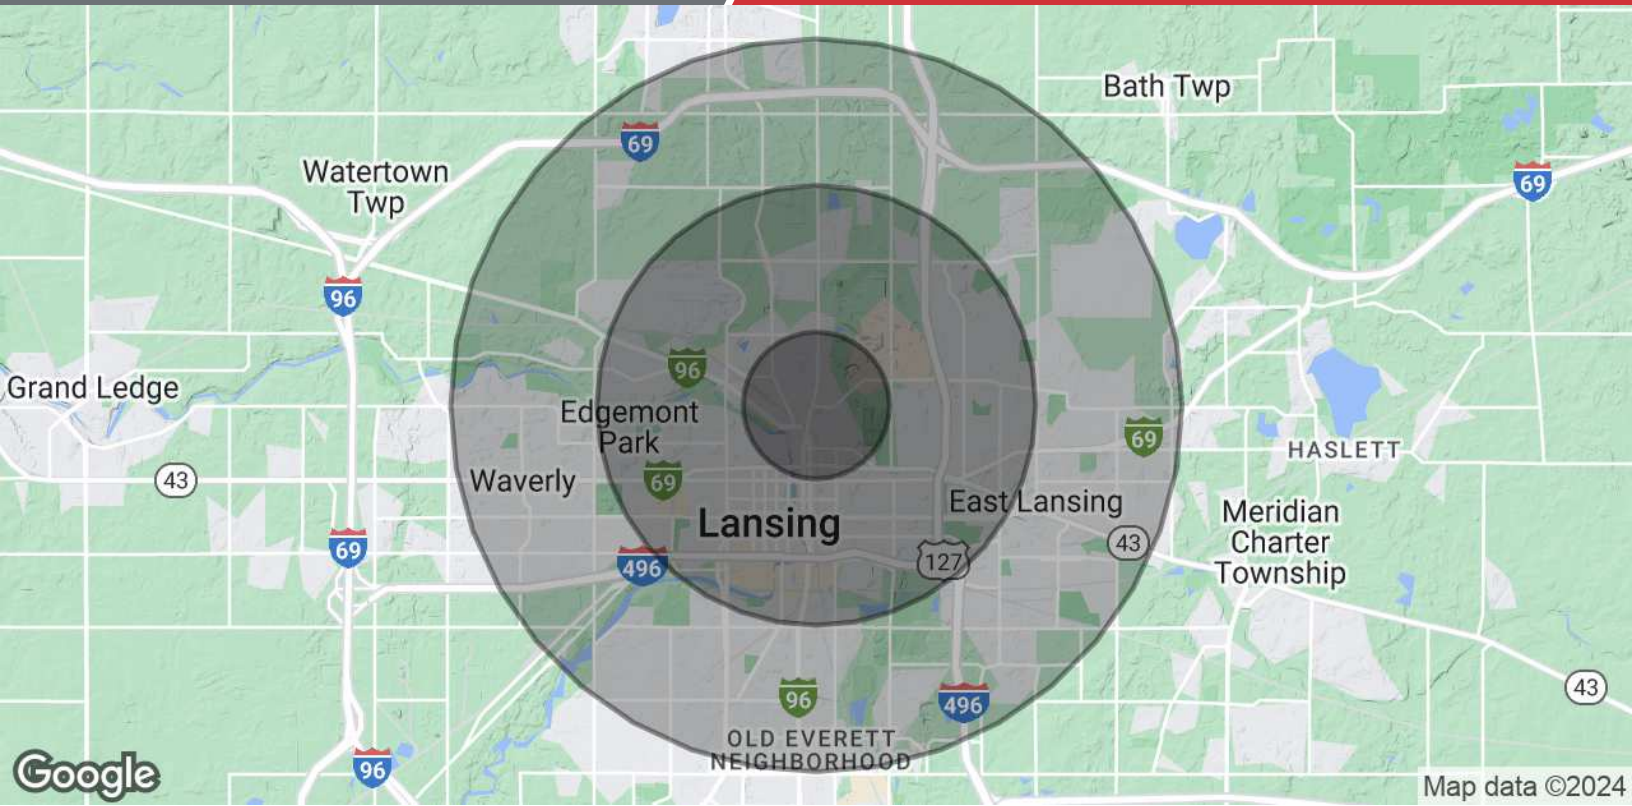 Bath Twp
69
Watertown
Twp
69
96
96
Grand Ledge
Edgemont
Park
69
HASLETT
43
Waverly
69
East Lansing
Lansing
Meridian
Charter
Township
69
496
127
43
43
96
496
OLD EVERETT
NEIGHBORHOOD
96
Google
Map data ©2024